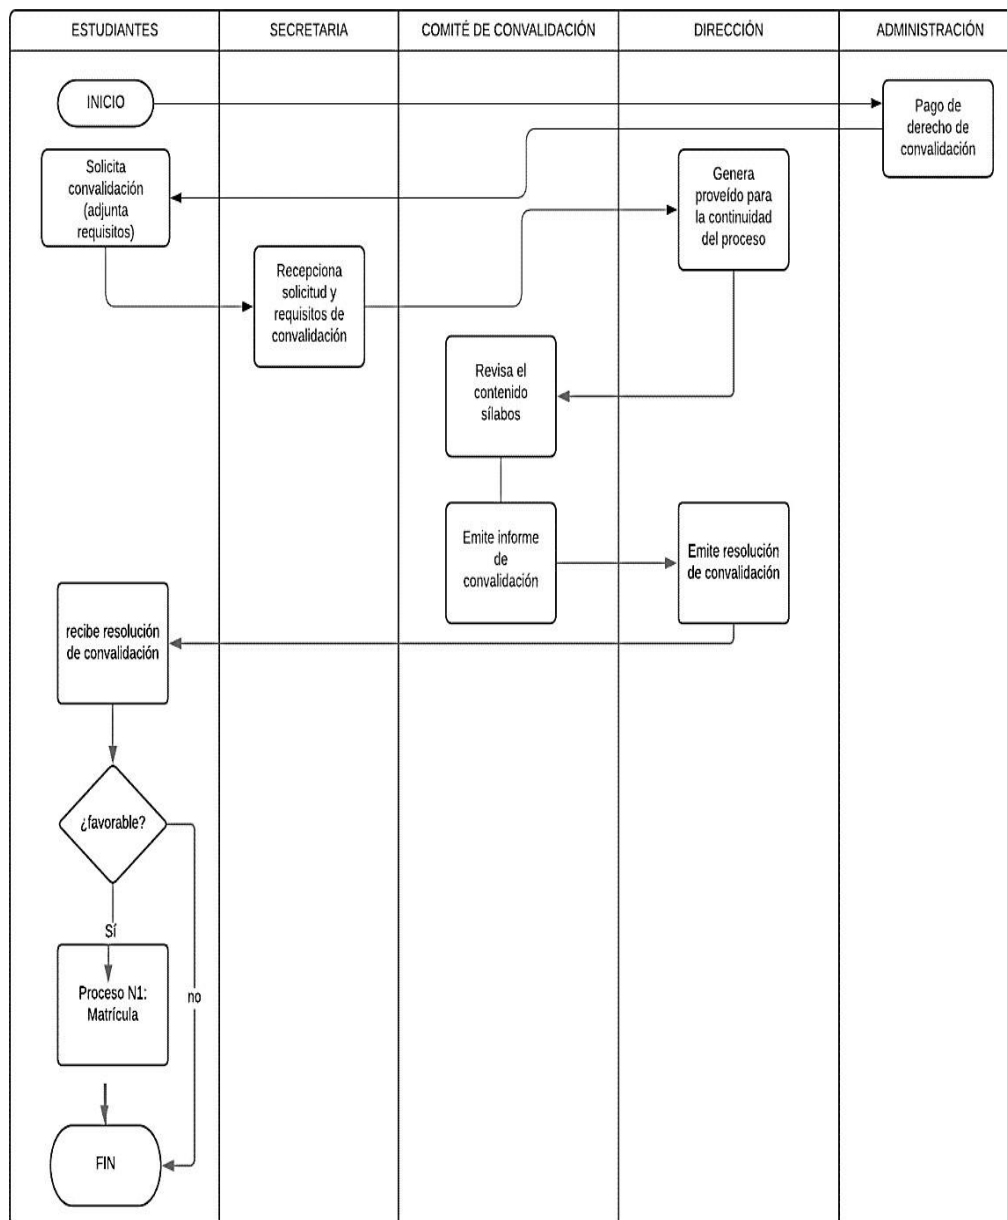 ESTUDIANTES
SECRETARIA
COMITÉ DE CONVALIDACIÓN
DIRECCIÓN
ADMINISTRACIÓN
INICIO
Pago de
derecho de
convalidación
Solicita
convalidación
(adjunta
requisitos)
Genera
proveído para
la continuidad
del proceso
Recepciona
solicitud y
requisitos de
convalidación
Revisa el
contenido
sílabos
Emite informe
de
convalidación
Emite resolución
de convalidación
recibe resolución
de convalidación
¿favorable?
Sí
no
Proceso N1:
Matrícula
FIN